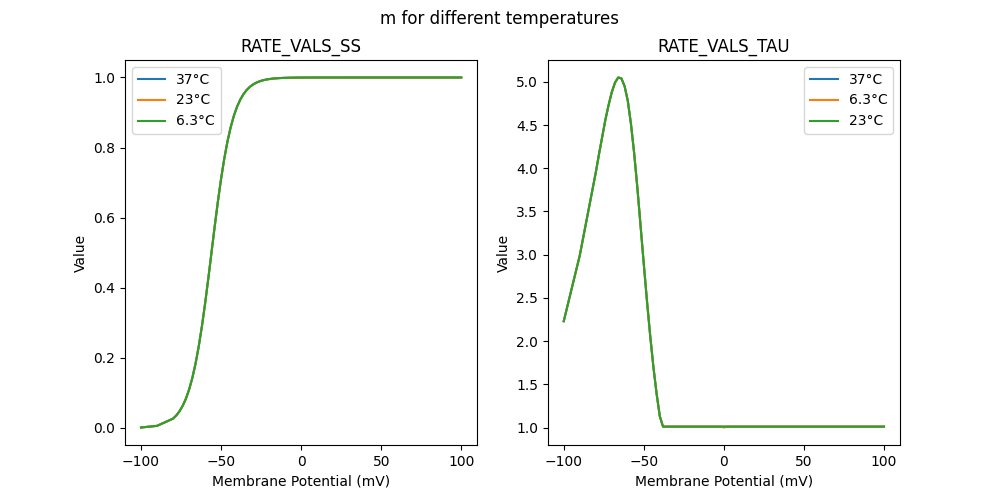 m for different temperatures
RATE_VALS_SS
RATE_VALS_TAU
37°C
23°C
6.3°C
37°C
6.3°C
23°C
Value
1.0
0.8
0.6
0.4
0.2
0.0
−100
−50
0
50
100
Membrane Potential (mV)
Value
5.0
4.5
4.0
3.5
3.0
2.5
2.0
1.5
1.0
−100
−50
0
50
100
Membrane Potential (mV)